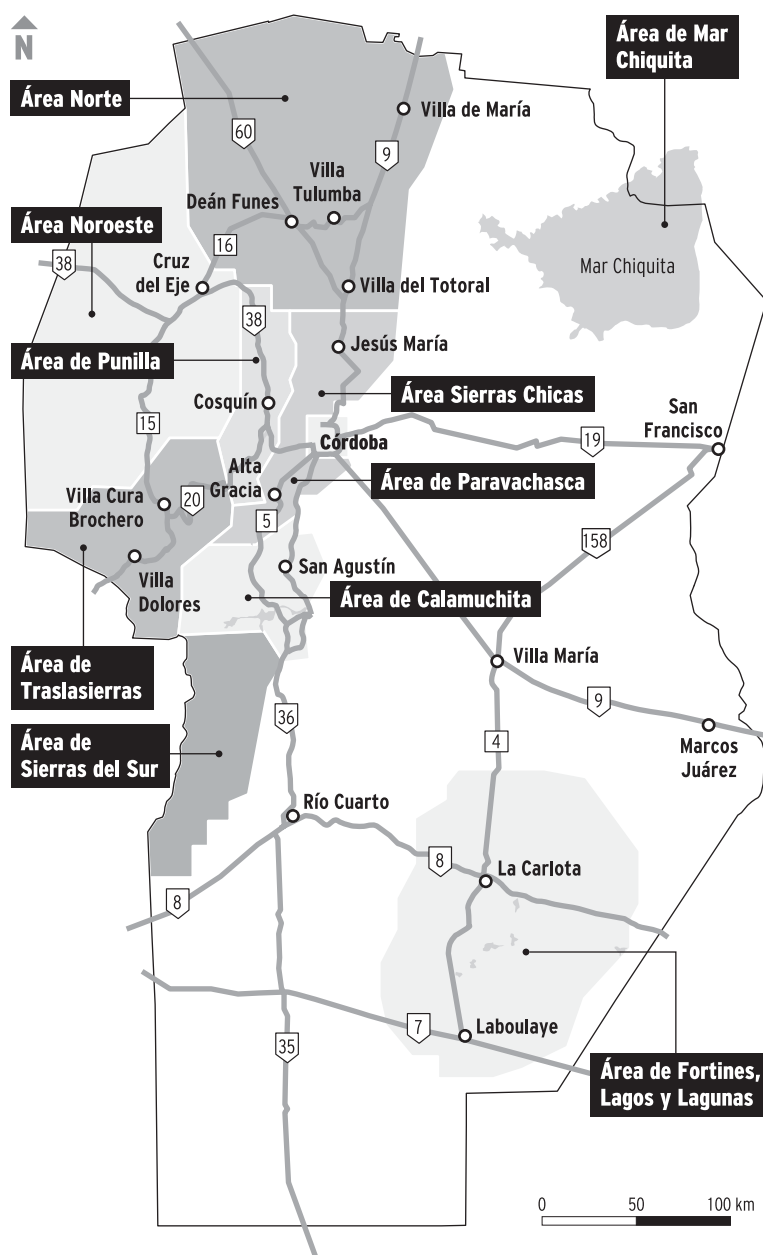 N
Área de Mar
Chiquita
Área Norte
Villa de María
60
9
Villa
Tulumba
Deán Funes
Área Noroeste
16
38
Cruz
del Eje
Mar Chiquita
Villa del Totoral
38
Jesús María
Área de Punilla
Área Sierras Chicas
Cosquín
15
San
Francisco
Córdoba
19
Alta
Gracia
Área de Paravachasca
Villa Cura
Brochero
20
5
158
San Agustín
Villa
Dolores
Área de Calamuchita
Área de
Traslasierras
Villa María
9
36
4
Marcos
Juárez
Área de
Sierras del Sur
Río Cuarto
8
La Carlota
8
7
Laboulaye
35
Área de Fortines,
Lagos y Lagunas
0 50 100 km